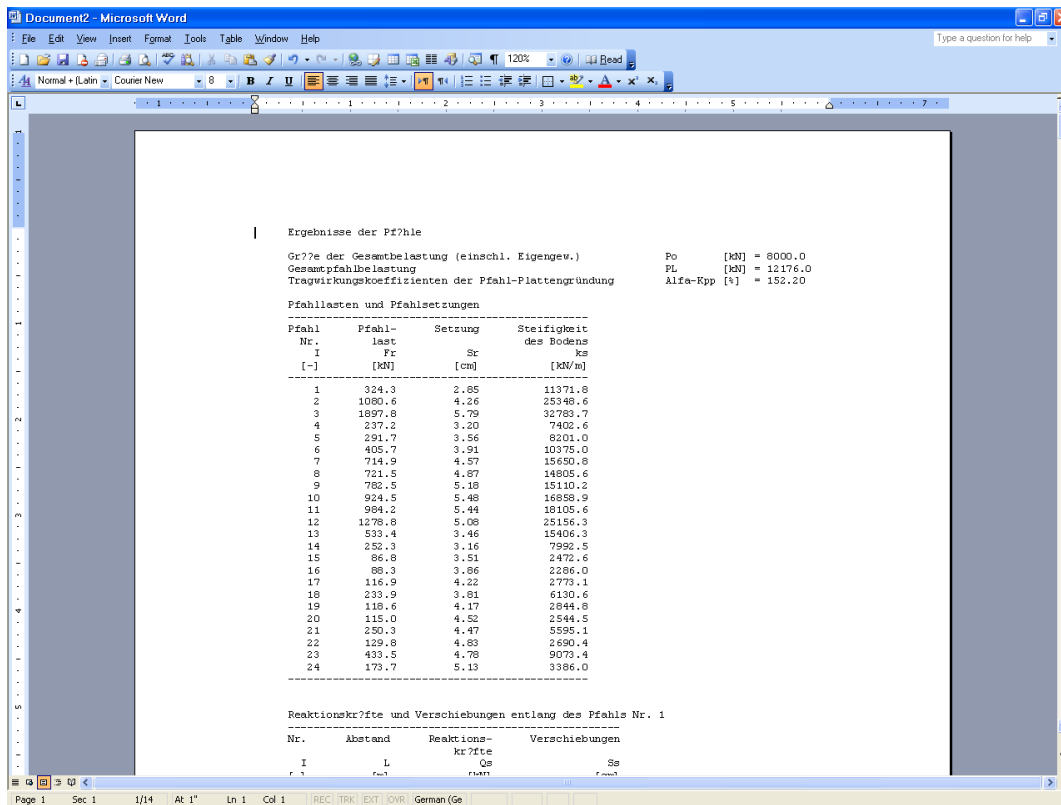 Document2 - Microsoft Word
File Edit View Insert Format Tools Table Window Help
Type a question for help
120%
Read
Normal + (Latin
Courier New
8
B I U
1 1 2 3 4 5 7
Ergebnisse der Pf?hle
Gr??e der Gesamtbelastung (einschl. Eigengew.) Po [kN] = 8000.0
Gesamtpfahlbelastung PL [kN] = 12176.0
Tragwirkungskoeffizienten der Pfahl-Plattengründung Alfa-Kpp [%] = 152.20
Pfahllasten und Pfahlsetzungen
Pfahl Pfahl- Setzung Steifigkeit
Nr. last des Bodens
I Fr Sr ks
[-] [kN] [cm] [kN/m]
1 324.3 2.85 11371.8
2 1080.6 4.26 25348.6
3 1897.8 5.79 32783.7
4 237.2 3.20 7402.6
5 291.7 3.56 8201.0
6 405.7 3.91 10375.0
7 714.9 4.57 15650.8
8 721.5 4.87 14805.6
9 782.5 5.18 15110.2
10 924.5 5.48 16858.9
11 984.2 5.44 18105.6
12 1278.8 5.08 25156.3
13 533.4 3.46 15406.3
14 252.3 3.16 7992.5
15 86.8 3.51 2472.6
16 88.3 3.86 2286.0
17 116.9 4.22 2773.1
18 233.9 3.81 6130.6
19 118.6 4.17 2844.8
20 115.0 4.52 2544.5
21 250.3 4.47 5595.1
22 129.8 4.83 2690.4
23 433.5 4.78 9073.4
24 173.7 5.13 3386.0
Reaktionskr?fte und Verschiebungen entlang des Pfahls Nr. 1
Nr. Abstand Reaktions- Verschiebungen
kr?fte
I L Qs Ss
Page 1 Sec 1 1/14 At 1" Ln 1 Col 1 REC TRK EXT OVR German (Ge